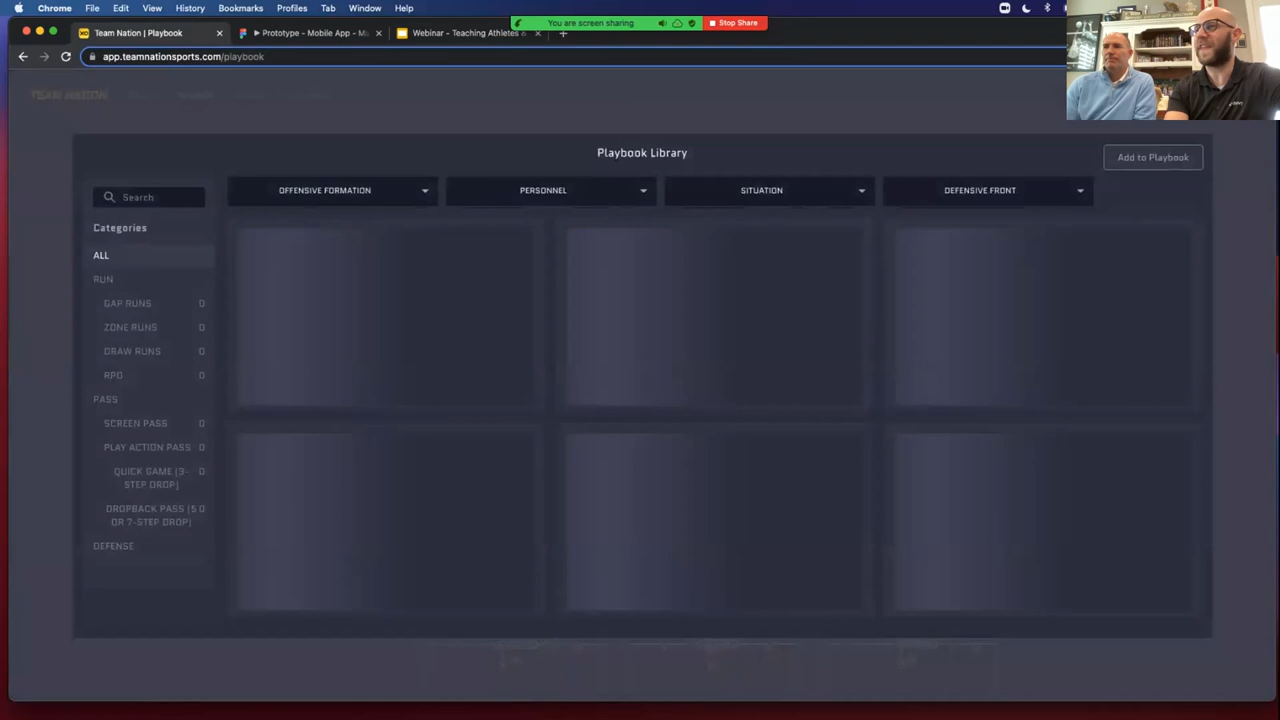 Chrome File Edit View History Bookmarks Profiles Tab Window Help
You are screen sharing Stop Share
Team Nation | Playbook Prototype - Mobile App - M Webinar - Teaching Athletes &
app.teamnationsports.com/playbook
TEAM NATION
Playbook Library
Add to Playbook
Search
OFFENSIVE FORMATION PERSONNEL SITUATION DEFENSIVE FRONT
Categories
ALL
RUN
GAP RUNS 0
ZONE RUNS 0
DRAW RUNS 0
RPO 0
PASS
SCREEN PASS 0
PLAY ACTION PASS 0
QUICK GAME (3- 0
STEP DROP)
DROPBACK PASS (5 0
OR 7-STEP DROP)
DEFENSE